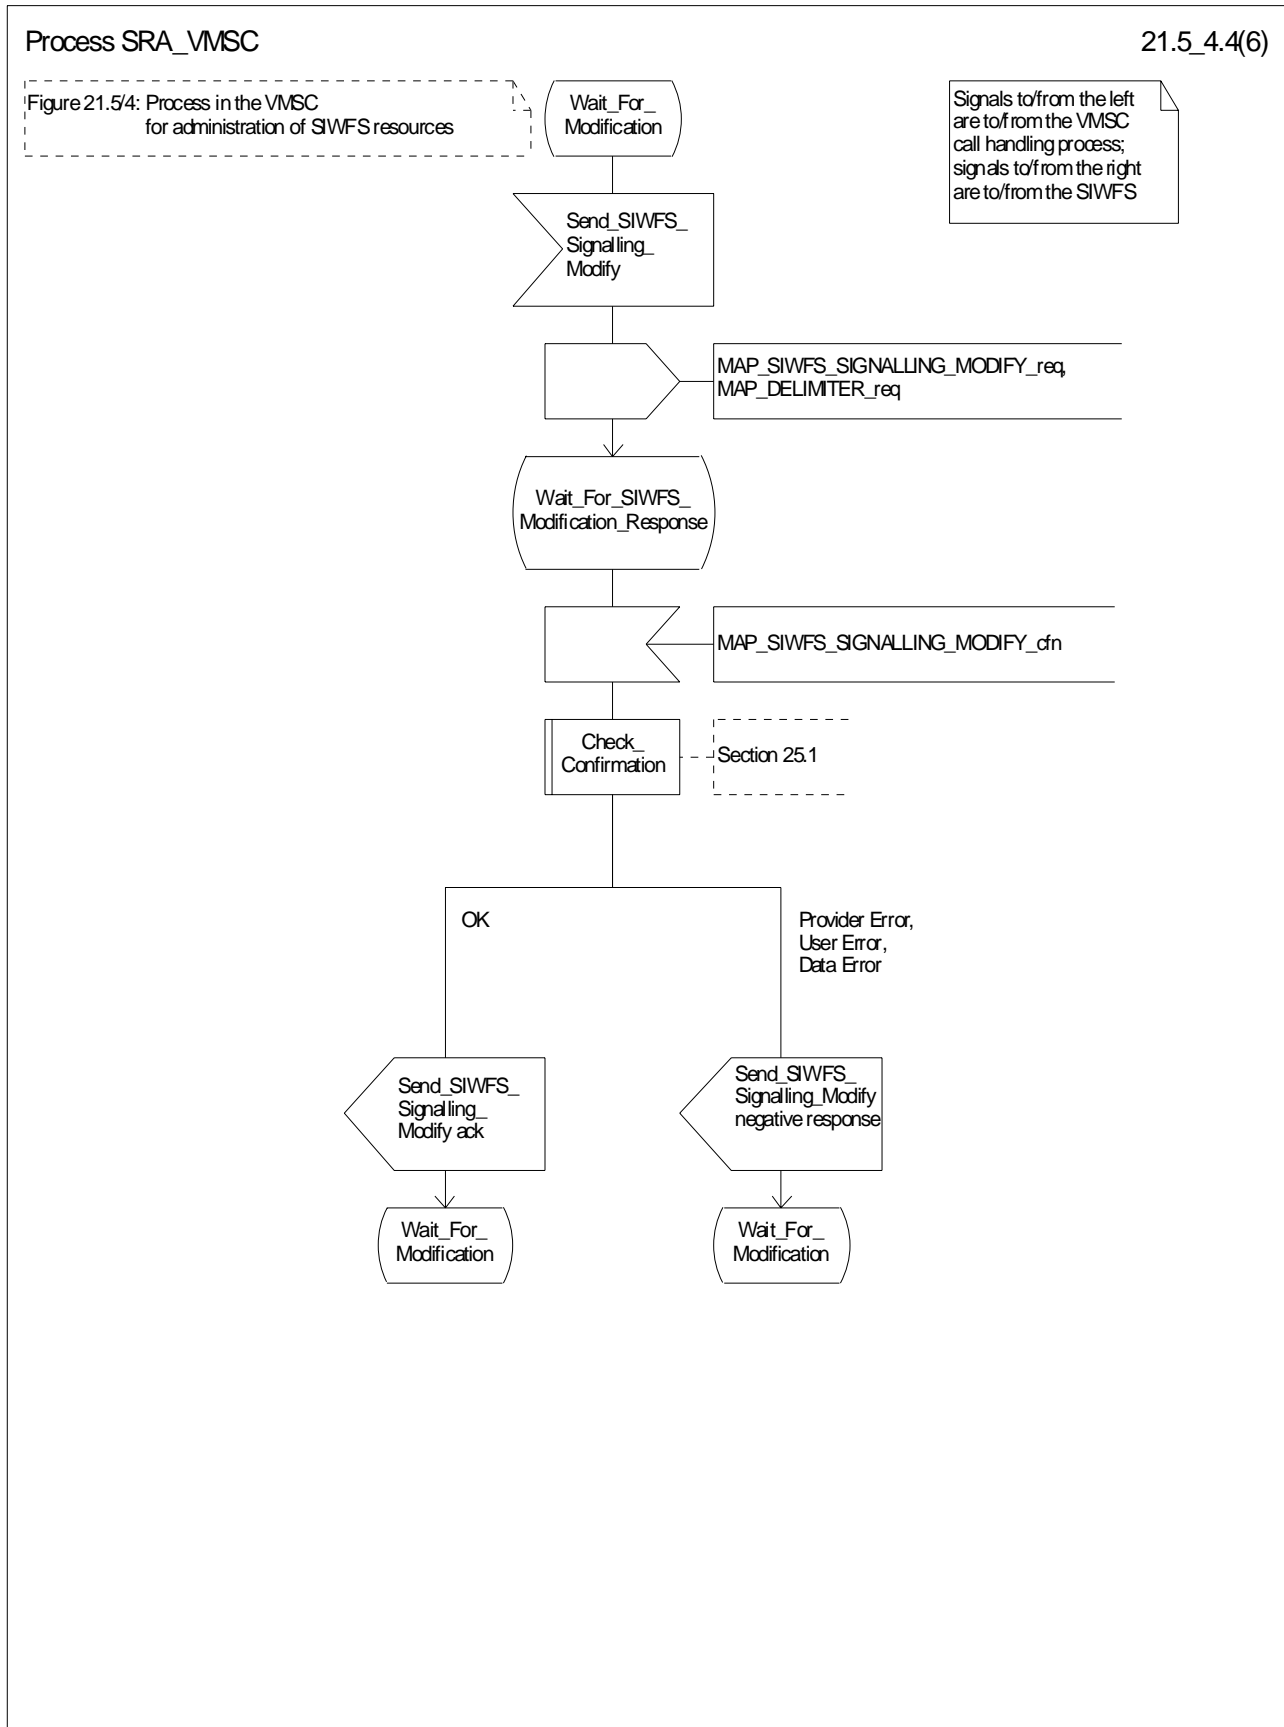 Process SRA_VMSC
21.5_4.4(6)
Figure 21.5/4: Process in the VMSC
for administration of SIWFS resources
Wait_For_
Modification
Signals to/from the left
are to/from the VMSC
call handling process;
signals to/from the right
are to/from the SIWFS
Send_SIWFS_
Signalling_
Modify
MAP_SIWFS_SIGNALLING_MODIFY_req,
MAP_DELIMITER_req
Wait_For_SIWFS_
Modification_Response
MAP_SIWFS_SIGNALLING_MODIFY_cfn
Check_
Confirmation
Section 25.1
OK
Provider Error,
User Error,
Data Error
Send_SIWFS_
Signalling_
Modify ack
Send_SIWFS_
Signalling_Modify
negative response
Wait_For_
Modification
Wait_For_
Modification